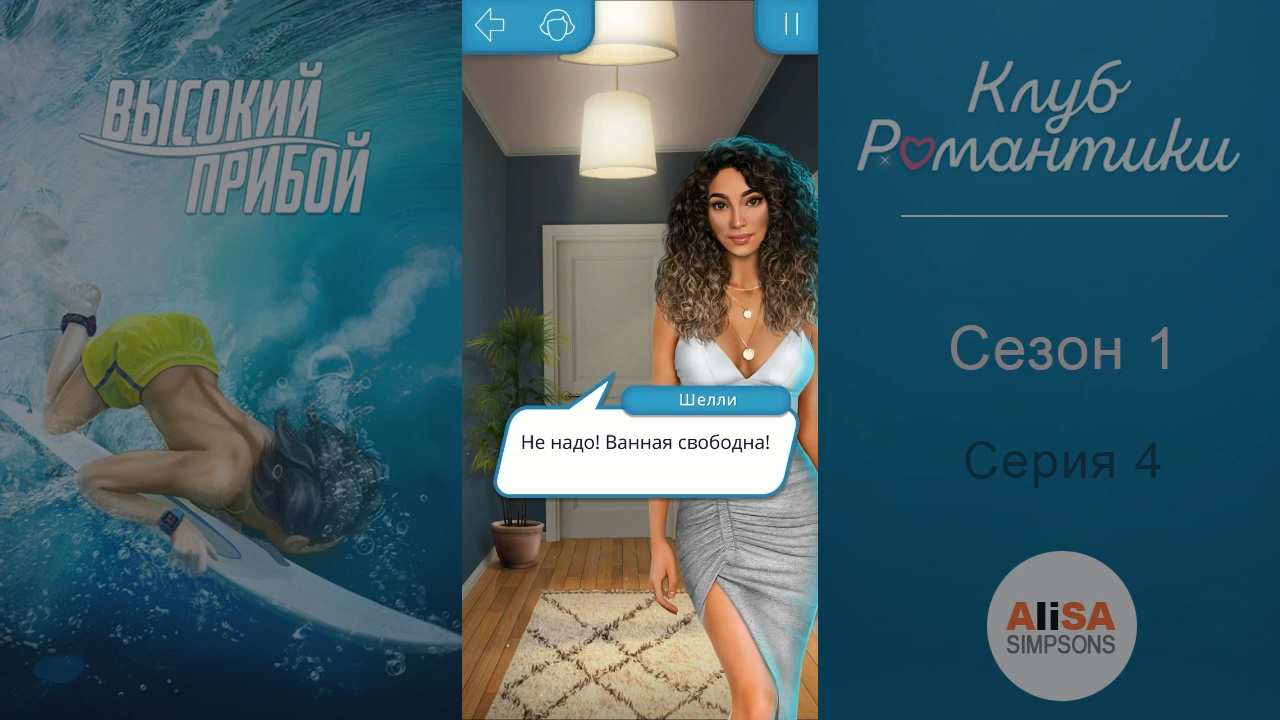 ВЫСОКИЙ
ПРИБОЙ
Шелли
Не надо! Ванная свободна!
Клуб
Романтики
Сезон 1
Серия 4
AliSA
SIMPSONS